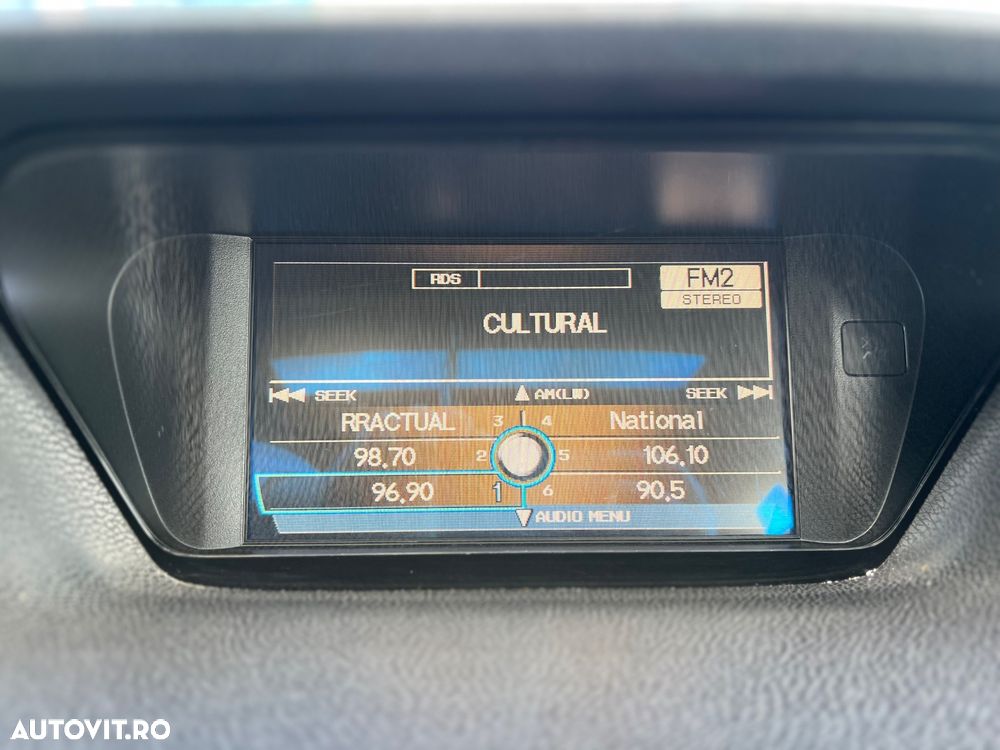 RDS FM2
STEREO
CULTURAL
SEEK AM(LW) SEEK
RRACTUAL 3 4 National
98.70 2 5 106.10
96.90 1 6 90.5
AUDIO MENU
AUTOVIT.RO